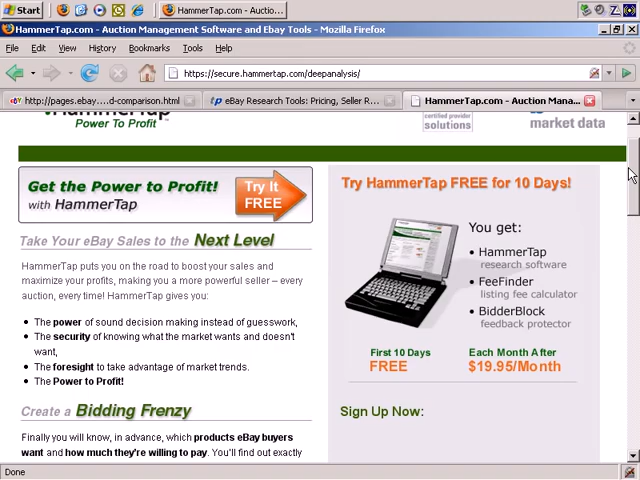 Start
HammerTap.com - Auctio...
HammerTap.com - Auction Management Software and Ebay Tools - Mozilla Firefox
File Edit View History Bookmarks Tools Help
https://secure.hammertap.com/deepanalysis/
http://pages.ebay....d-comparison.html
eBay Research Tools: Pricing, Seller R...
HammerTap.com - Auction Mana...
Power To Profit
certified provider
solutions
market data
Get the Power to Profit!
with HammerTap
Try It
FREE
Take Your eBay Sales to the Next Level
HammerTap puts you on the road to boost your sales and
maximize your profits, making you a more powerful seller – every
auction, every time! HammerTap gives you:
• The power of sound decision making instead of guesswork,
• The security of knowing what the market wants and doesn't
want,
• The foresight to take advantage of market trends.
• The Power to Profit!
Create a Bidding Frenzy
Finally you will know, in advance, which products eBay buyers
want and how much they're willing to pay. You'll find out exactly
Try HammerTap FREE for 10 Days!
You get:
• HammerTap
research software
• FeeFinder
listing fee calculator
• BidderBlock
feedback protector
First 10 Days
FREE
Each Month After
$19.95/Month
Sign Up Now:
Done